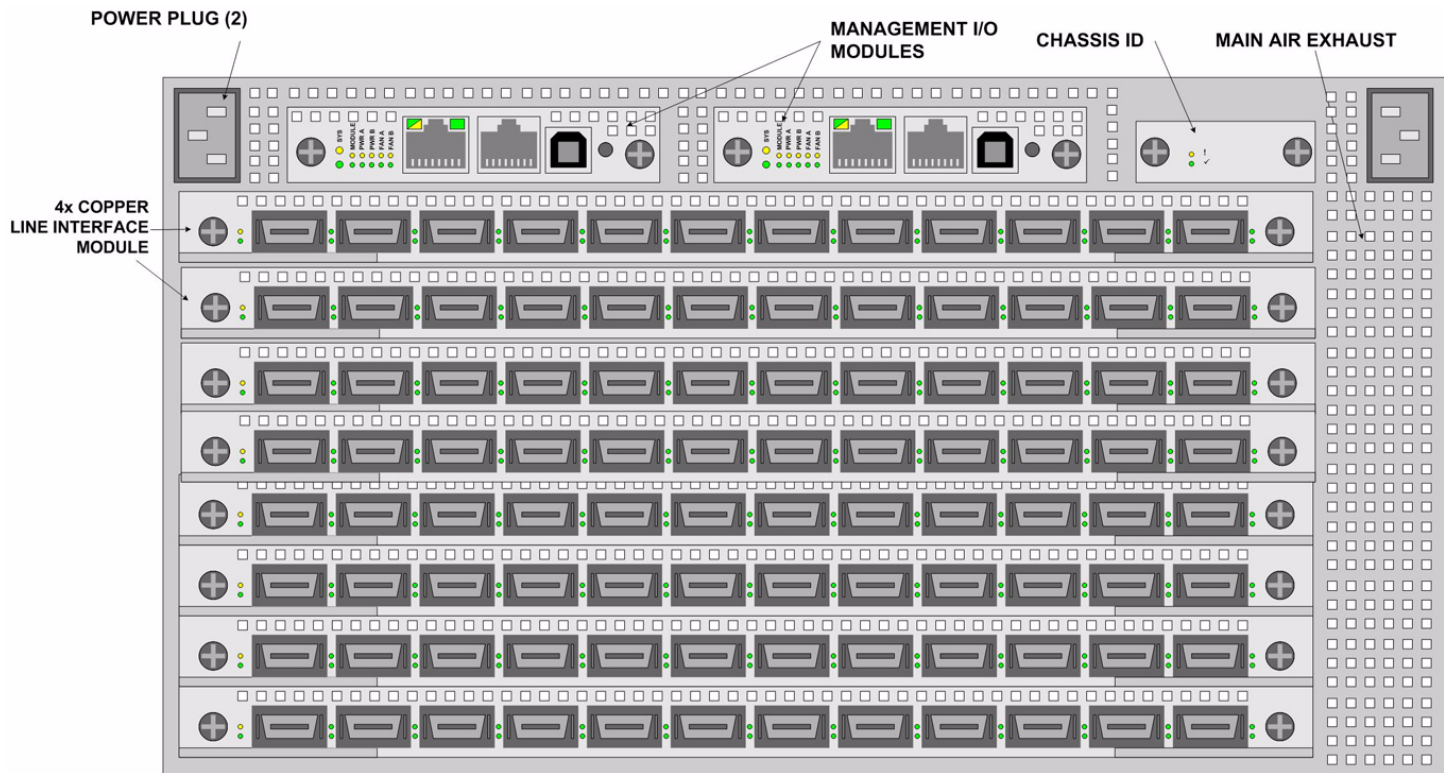 POWER PLUG (2)
MANAGEMENT I/O
MODULES
CHASSIS ID
MAIN AIR EXHAUST
SYS
MODULE
PWR A
PWR B
FAN A
FAN B
SYS
MODULE
PWR A
PWR B
FAN A
FAN B
!
✓
4x COPPER
LINE INTERFACE
MODULE